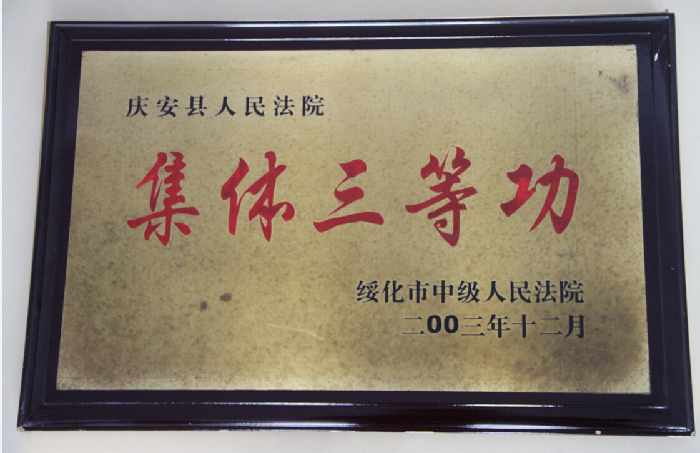 庆安县人民法院
集体三等功
绥化市中级人民法院
二00三年十二月